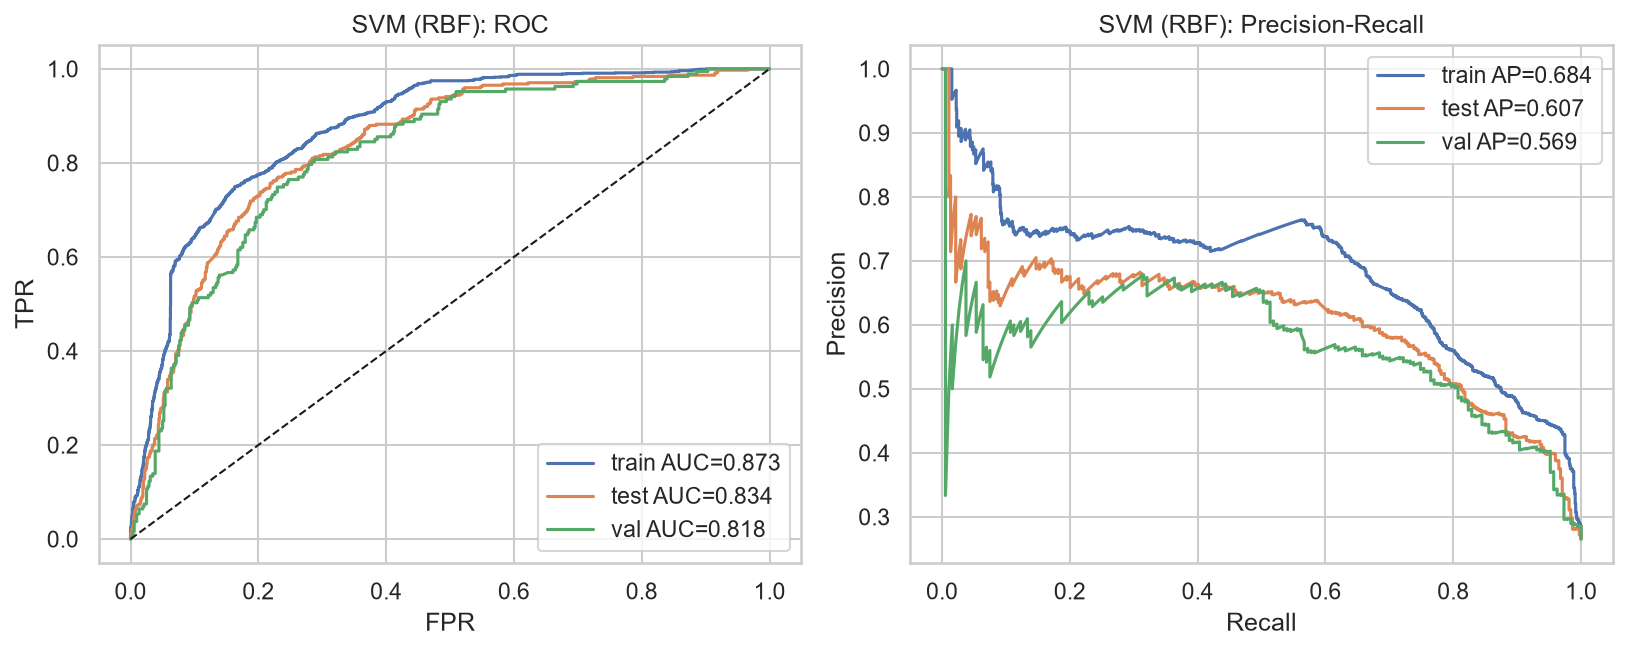 SVM (RBF): ROC
1.0
0.8
0.6
0.4
0.2
0.0
TPR
0.0 0.2 0.4 0.6 0.8 1.0
FPR
train AUC=0.873
test AUC=0.834
val AUC=0.818
SVM (RBF): Precision-Recall
1.0
0.9
0.8
0.7
0.6
0.5
0.4
0.3
Precision
0.0 0.2 0.4 0.6 0.8 1.0
Recall
train AP=0.684
test AP=0.607
val AP=0.569